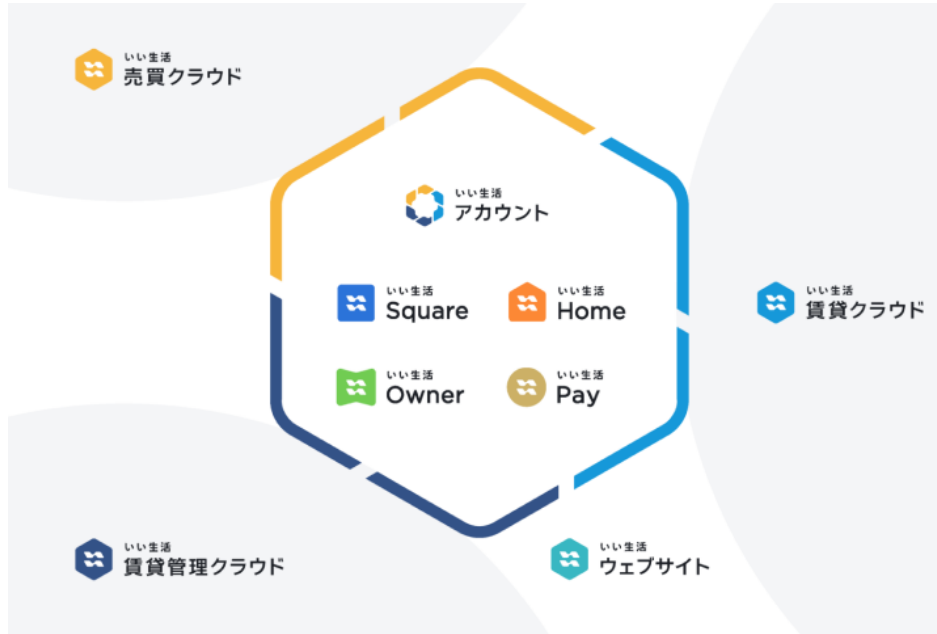 いい生活
売買クラウド
いい生活
アカウント
いい生活
Square
いい生活
Home
いい生活
賃貸クラウド
いい生活
Owner
いい生活
Pay
いい生活
賃貸管理クラウド
いい生活
ウェブサイト